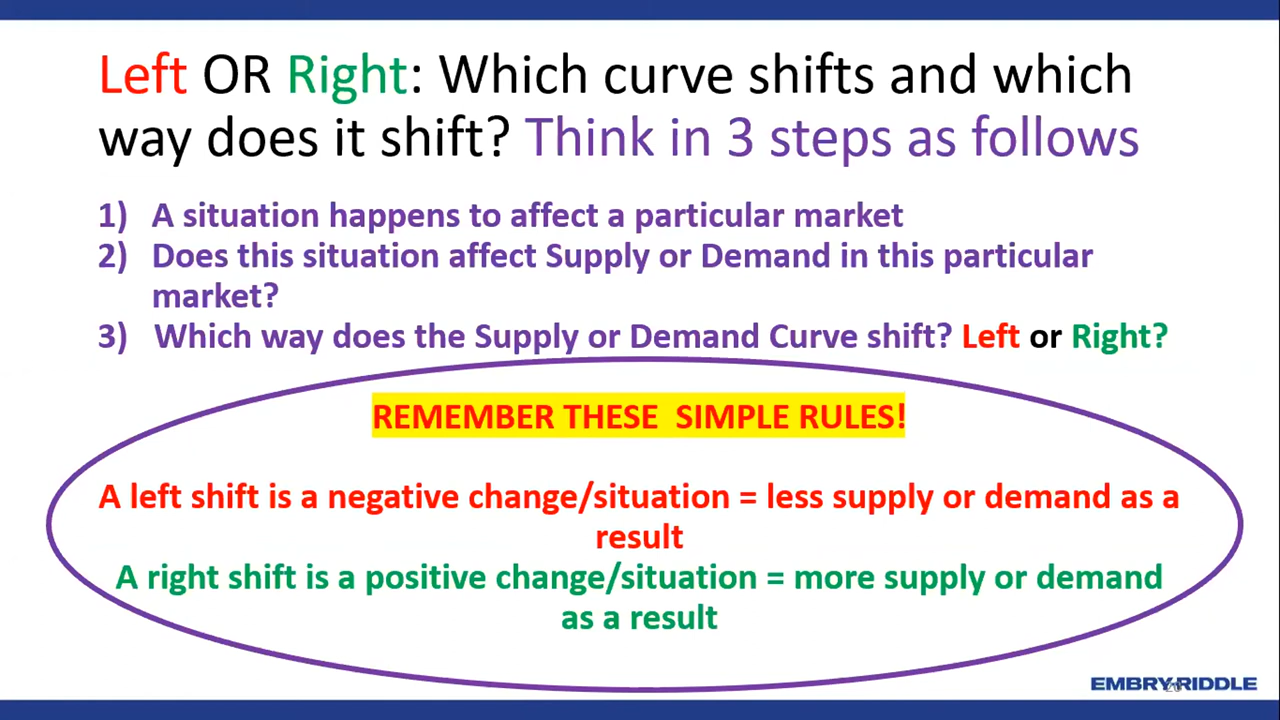 Left OR Right: Which curve shifts and which
way does it shift? Think in 3 steps as follows
1) A situation happens to affect a particular market
2) Does this situation affect Supply or Demand in this particular
market?
3) Which way does the Supply or Demand Curve shift? Left or Right?
REMEMBER THESE SIMPLE RULES!
A left shift is a negative change/situation = less supply or demand as a
result
A right shift is a positive change/situation = more supply or demand
as a result
EMBRY-RIDDLE